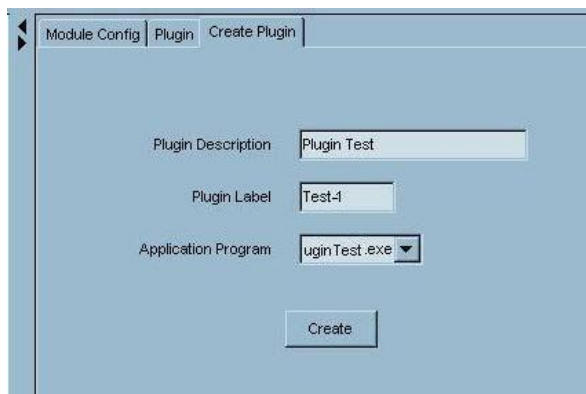 Module Config Plugin Create Plugin
Plugin Description Plugin Test
Plugin Label Test-1
Application Program uginTest.exe
Create